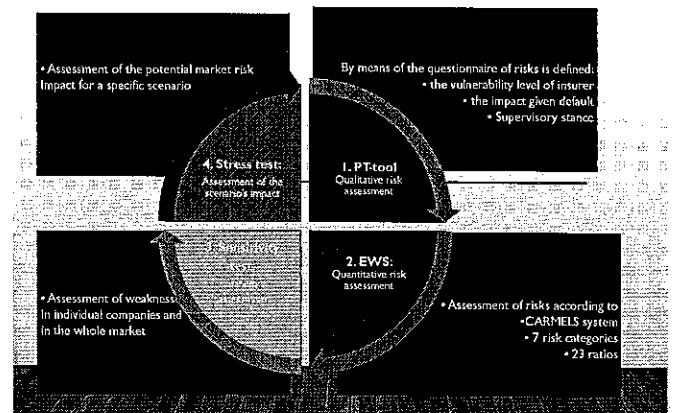 • Assessment of the potential market risk
Impact for a specific scenario
By means of the questionnaire of risks is defined:
• the vulnerability level of insurer
• the impact given default
• Supervisory stance
4. Stress test:
Assessment of the
scenario's impact
1. PT-tool
Qualitative risk
assessment
3. Sensitivity
2. EWS:
Quantitative risk
assessment
• Assessment of weakness
In individual companies and
in the whole market
• Assessment of risks according to
• CARMELS system
• 7 risk categories
• 23 ratios